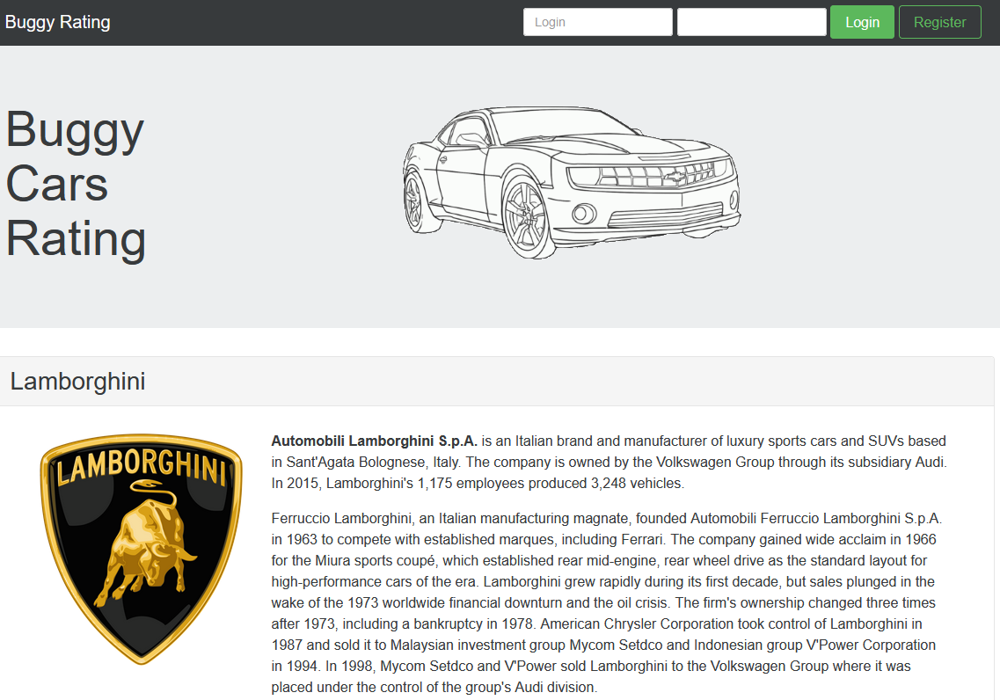 Buggy Rating
Login
Login
Register
Buggy
Cars
Rating
Lamborghini
LAMBORGHINI
Automobili Lamborghini S.p.A. is an Italian brand and manufacturer of luxury sports cars and SUVs based
in Sant'Agata Bolognese, Italy. The company is owned by the Volkswagen Group through its subsidiary Audi.
In 2015, Lamborghini's 1,175 employees produced 3,248 vehicles.
Ferruccio Lamborghini, an Italian manufacturing magnate, founded Automobili Ferruccio Lamborghini S.p.A.
in 1963 to compete with established marques, including Ferrari. The company gained wide acclaim in 1966
for the Miura sports coupé, which established rear mid-engine, rear wheel drive as the standard layout for
high-performance cars of the era. Lamborghini grew rapidly during its first decade, but sales plunged in the
wake of the 1973 worldwide financial downturn and the oil crisis. The firm's ownership changed three times
after 1973, including a bankruptcy in 1978. American Chrysler Corporation took control of Lamborghini in
1987 and sold it to Malaysian investment group Mycom Setdco and Indonesian group V'Power Corporation
in 1994. In 1998, Mycom Setdco and V'Power sold Lamborghini to the Volkswagen Group where it was
placed under the control of the group's Audi division.